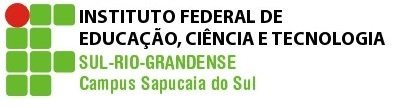 INSTITUTO FEDERAL DE
EDUCAÇÃO, CIÊNCIA E TECNOLOGIA
SUL-RIO-GRANDENSE
Campus Sapucaia do Sul